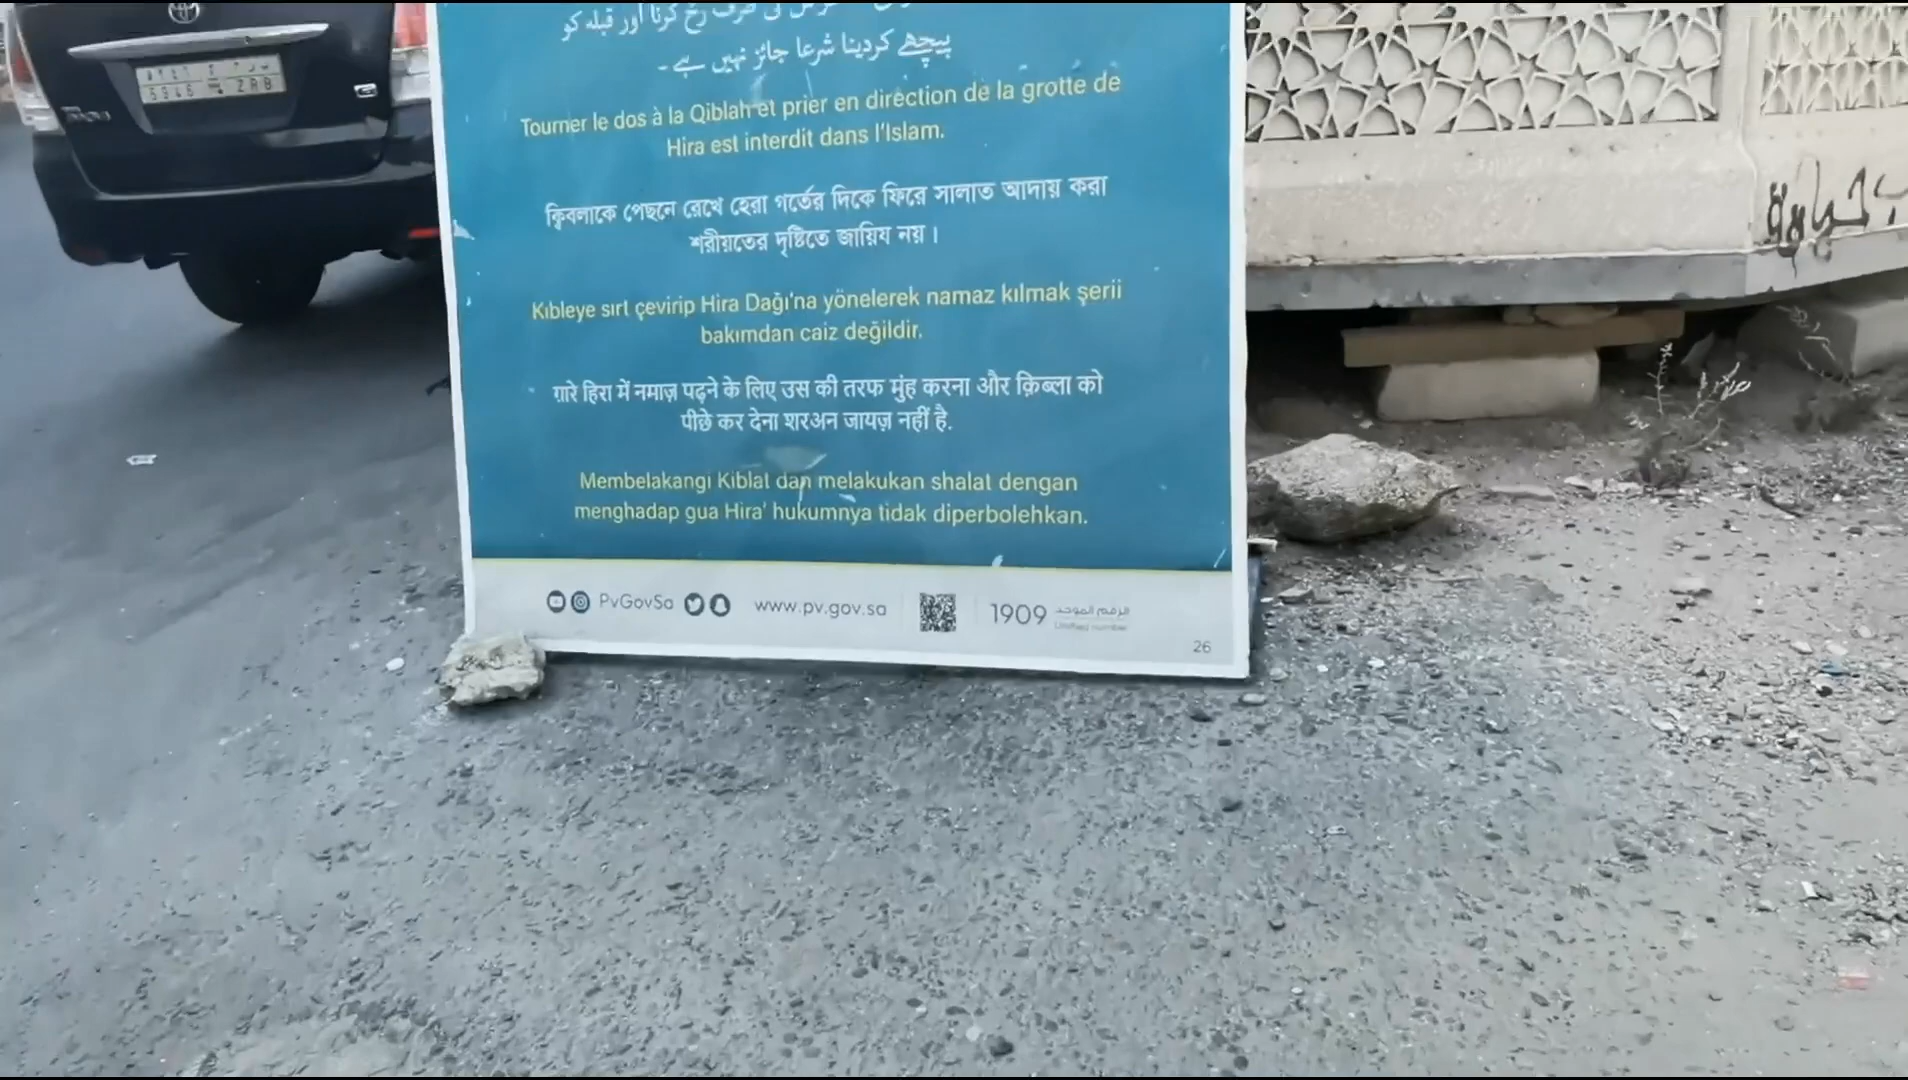 کی طرف رخ کرنا اور قبلہ کو
پیچھے کردینا شرعا جائز نہیں ہے۔
Tourner le dos à la Qiblah et prier en direction de la grotte de
Hira est interdit dans l'Islam.
ক্বিবলাকে পেছনে রেখে হেরা গর্তের দিকে ফিরে সালাত আদায় করা
শরীয়তের দৃষ্টিতে জায়িয নয়।
Kıbleye sırt çevirip Hira Dağı'na yönelerek namaz kılmak şerii
bakımdan caiz değildir.
ग़ारे हिरा में नमाज़ पढ़ने के लिए उस की तरफ मुंह करना और क़िब्ला को
पीछे कर देना शरअन जायज़ नहीं है.
Membelakangi Kiblat dan melakukan shalat dengan
menghadap gua Hira' hukumnya tidak diperbolehkan.
PvGovSa www.pv.gov.sa 1909 الرقم الموحد
Unified number
26